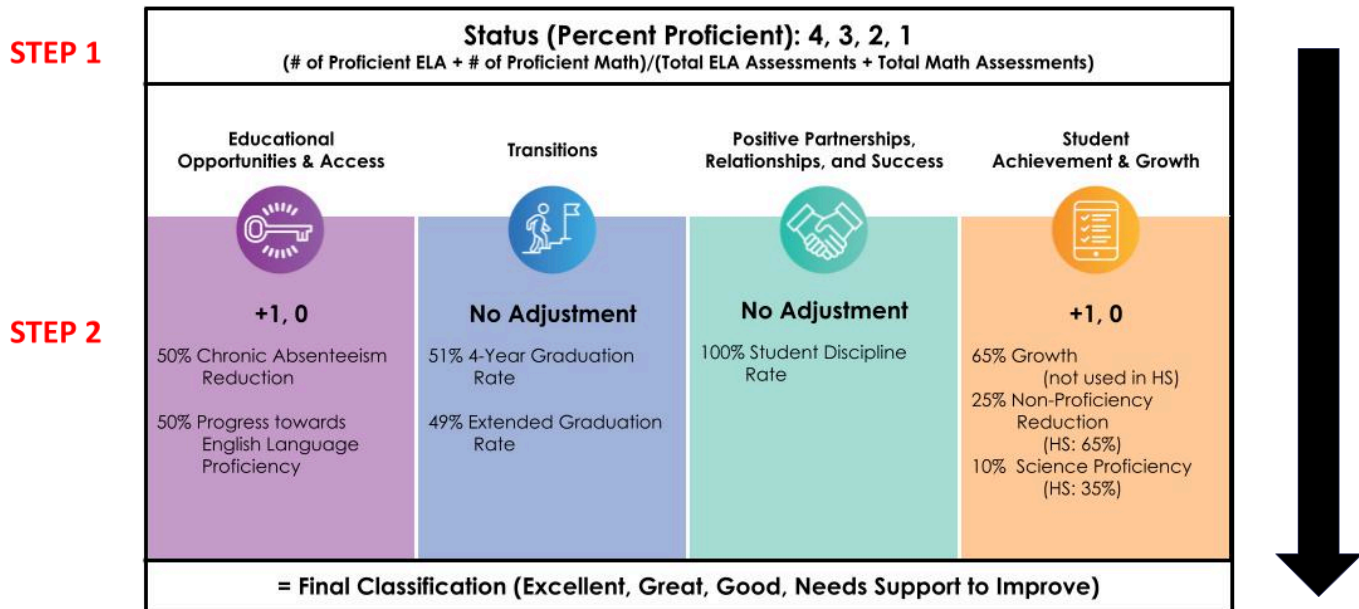 STEP 1
Status (Percent Proficient): 4, 3, 2, 1
(# of Proficient ELA + # of Proficient Math)/(Total ELA Assessments + Total Math Assessments)
Educational
Opportunities & Access
Transitions
Positive Partnerships,
Relationships, and Success
Student
Achievement & Growth
STEP 2
+1, 0
50% Chronic Absenteeism
Reduction
50% Progress towards
English Language
Proficiency
No Adjustment
51% 4-Year Graduation
Rate
49% Extended Graduation
Rate
No Adjustment
100% Student Discipline
Rate
+1, 0
65% Growth
(not used in HS)
25% Non-Proficiency
Reduction
(HS: 65%)
10% Science Proficiency
(HS: 35%)
= Final Classification (Excellent, Great, Good, Needs Support to Improve)